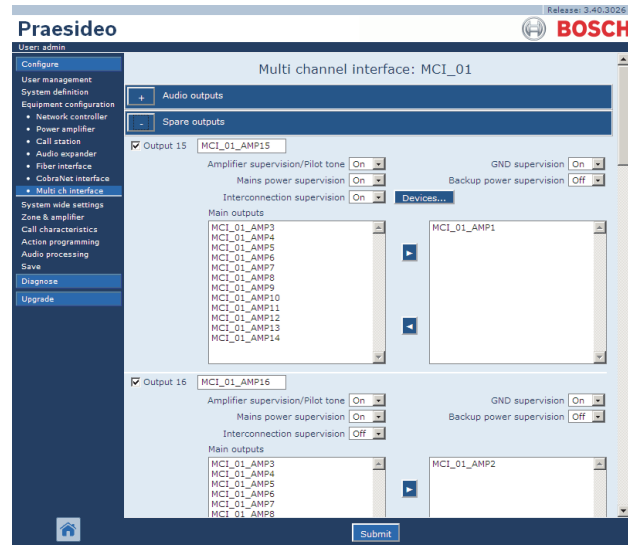 Release: 3.40.3026
Praesideo
BOSCH
User: admin
Configure
User management
System definition
Equipment configuration
• Network controller
• Power amplifier
• Call station
• Audio expander
• Fiber interface
• CobraNet interface
• Multi ch interface
System wide settings
Zone & amplifier
Call characteristics
Action programming
Audio processing
Save
Diagnose
Upgrade
Multi channel interface: MCI_01
+ Audio outputs
- Spare outputs
Output 15 MCI_01_AMP15
Amplifier supervision/Pilot tone On GND supervision On
Mains power supervision On Backup power supervision Off
Interconnection supervision On Devices...
Main outputs
MCI_01_AMP3
MCI_01_AMP4
MCI_01_AMP5
MCI_01_AMP6
MCI_01_AMP7
MCI_01_AMP8
MCI_01_AMP9
MCI_01_AMP10
MCI_01_AMP11
MCI_01_AMP12
MCI_01_AMP13
MCI_01_AMP14
MCI_01_AMP1
Output 16 MCI_01_AMP16
Amplifier supervision/Pilot tone On GND supervision On
Mains power supervision On Backup power supervision Off
Interconnection supervision Off
Main outputs
MCI_01_AMP3
MCI_01_AMP4
MCI_01_AMP5
MCI_01_AMP6
MCI_01_AMP7
MCI_01_AMP8
MCI_01_AMP2
Submit